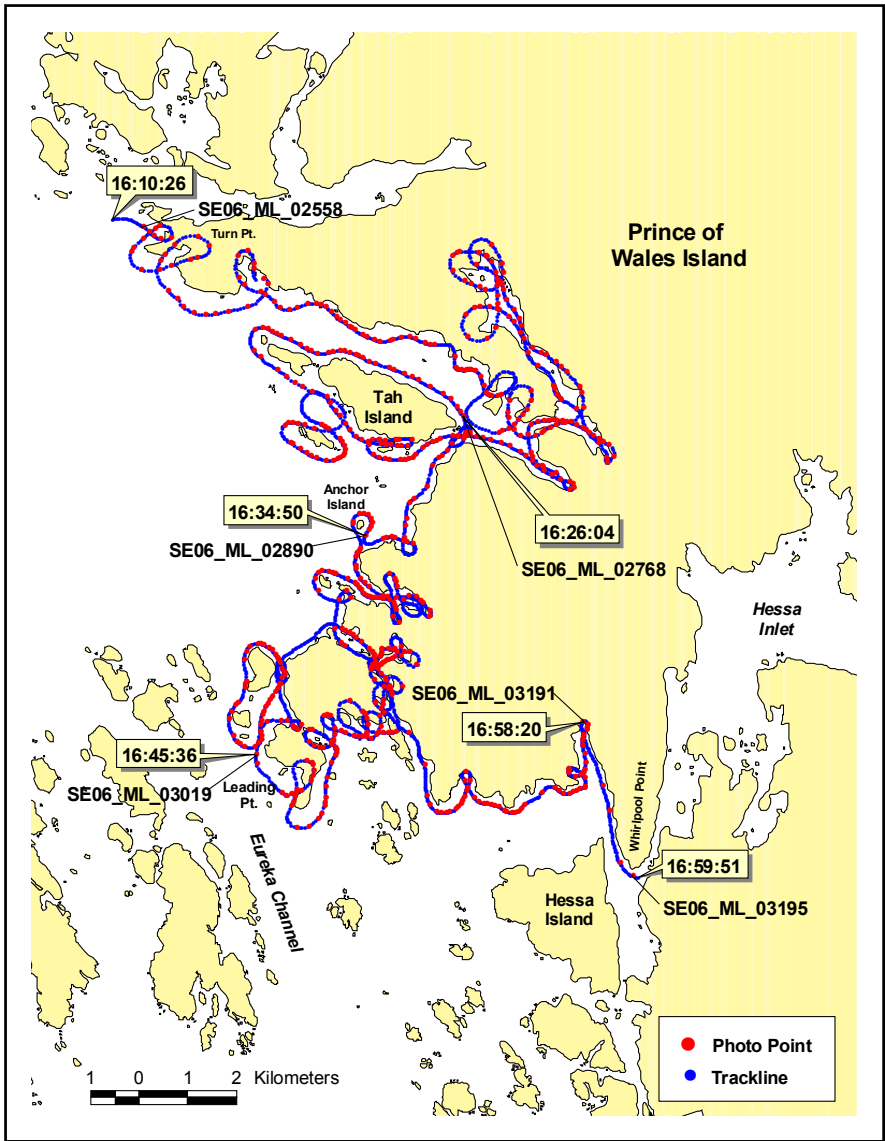 16:10:26
SE06_ML_02558
Turn Pt.
Prince of
Wales Island
Tah
Island
Anchor
Island
16:34:50
SE06_ML_02890
16:26:04
SE06_ML_02768
Hessa
Inlet
SE06_ML_03191
16:58:20
16:45:36
SE06_ML_03019
Leading
Pt.
Whirlpool Point
Eureka Channel
16:59:51
Hessa
Island
SE06_ML_03195
Photo Point
Trackline
1 0 1 2 Kilometers